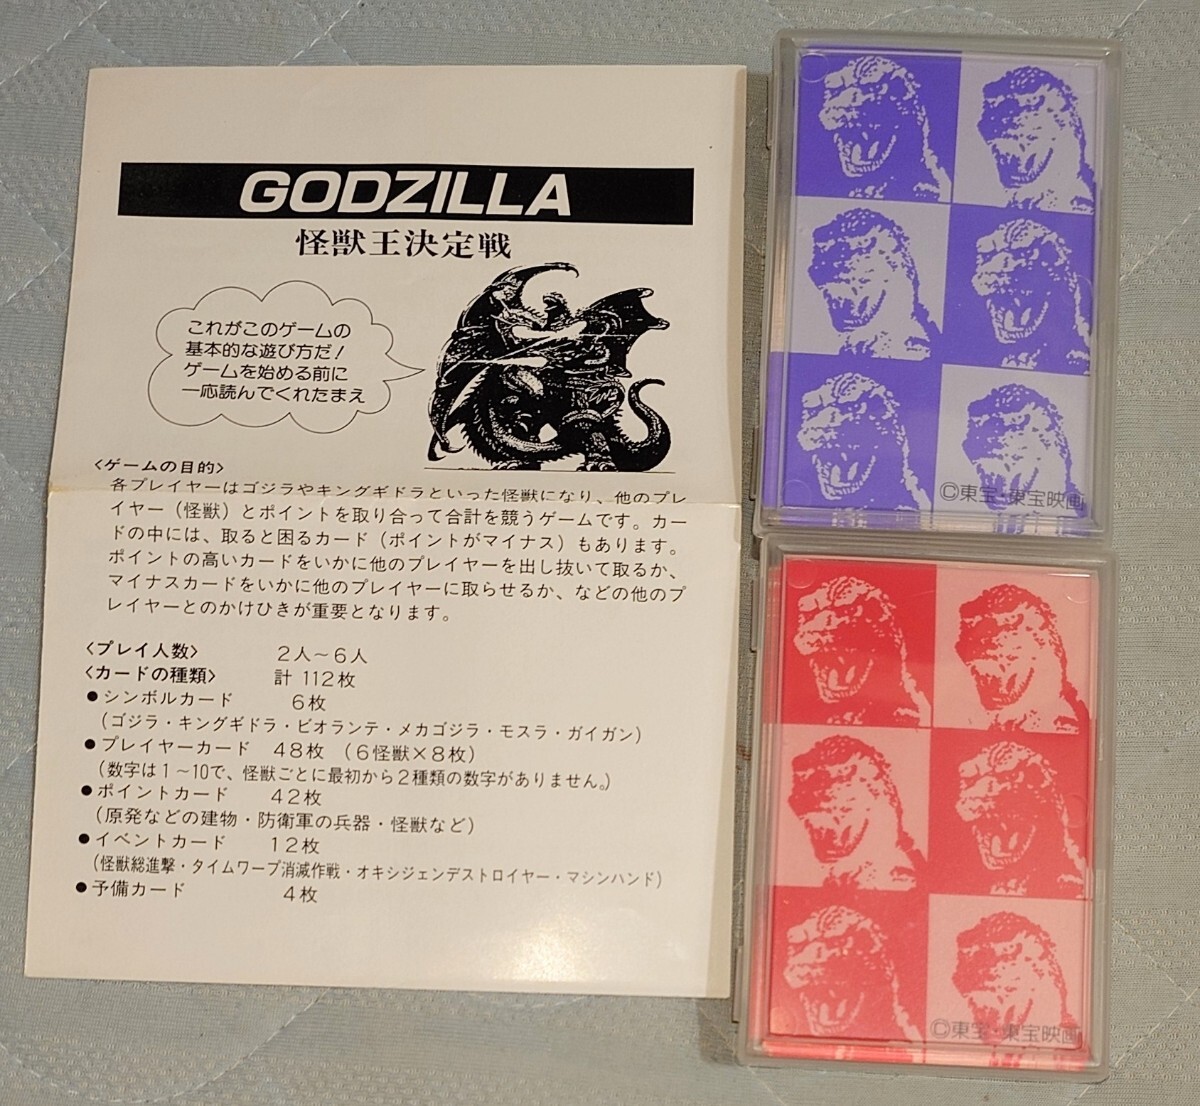 GODZILLA
怪獣王決定戦
これがこのゲームの
基本的な遊び方だ！
ゲームを始める前に
一応読んでくれたまえ
〈ゲームの目的〉
各プレイヤーはゴジラやキングギドラといった怪獣になり、他のプレ
イヤー（怪獣）とポイントを取り合って合計を競うゲームです。カー
ドの中には、取ると困るカード（ポイントがマイナス）もあります。
ポイントの高いカードをいかに他のプレイヤーを出し抜いて取るか、
マイナスカードをいかに他のプレイヤーに取らせるか、などの他のプ
レイヤーとのかけひきが重要となります。
〈プレイ人数〉 2人～6人
〈カードの種類〉 計 112枚
●シンボルカード 6枚
（ゴジラ・キングギドラ・ビオランテ・メカゴジラ・モスラ・ガイガン）
●プレイヤーカード 48枚 （6怪獣×8枚）
（数字は1～10で、怪獣ごとに最初から2種類の数字がありません。）
●ポイントカード 42枚
（原発などの建物・防衛軍の兵器・怪獣など）
●イベントカード 12枚
（怪獣総進撃・タイムワープ消滅作戦・オキシジェンデストロイヤー・マシンハンド）
●予備カード 4枚
©東宝・東宝映画
©東宝・東宝映画